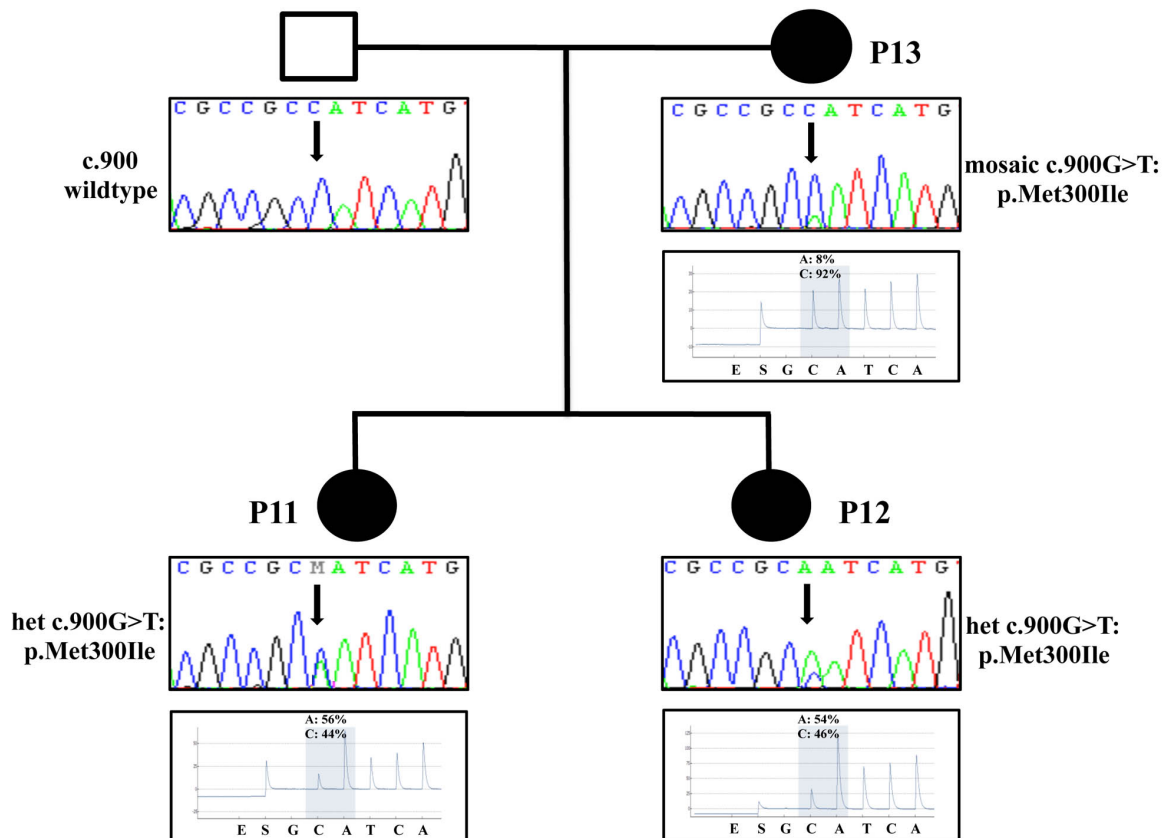 P13
C G C C G C C A T C A T G
c.900
wildtype
C G C C G C C A T C A T G
mosaic c.900G>T:
p.Met300Ile
A: 8%
C: 92%
E S G C A T C A
P11
P12
C G C C G C M A T C A T G
het c.900G>T:
p.Met300Ile
C G C C G C A A T C A T G
het c.900G>T:
p.Met300Ile
A: 56%
C: 44%
E S G C A T C A
A: 54%
C: 46%
E S G C A T C A